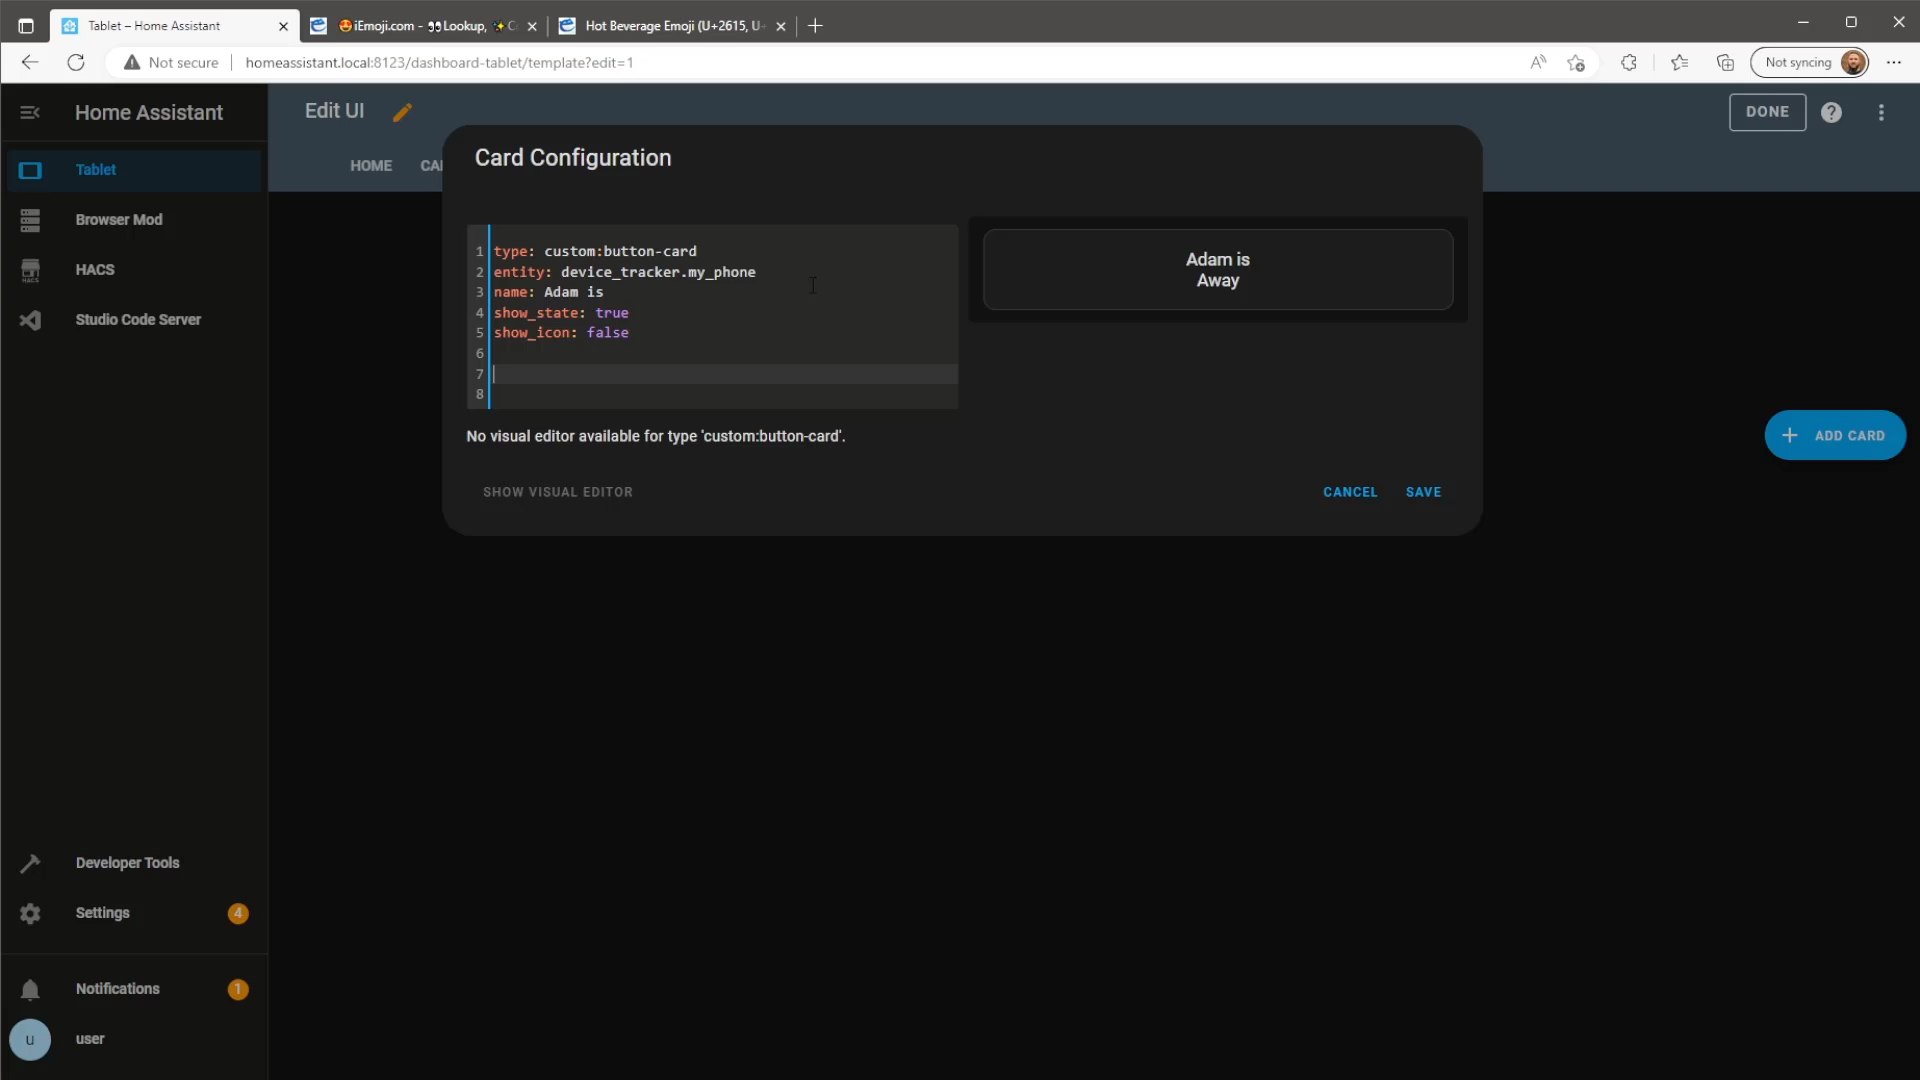 Tablet – Home Assistant
🤩iEmoji.com - 👀Lookup, ✨C
Hot Beverage Emoji (U+2615, U+
Not secure
homeassistant.local:8123/dashboard-tablet/template?edit=1
Not syncing
Home Assistant
Edit UI
DONE
HOME
CA
Tablet
Browser Mod
HACS
HACS
Studio Code Server
Card Configuration
1 type: custom:button-card
2 entity: device_tracker.my_phone
3 name: Adam is
4 show_state: true
5 show_icon: false
6
7
8
Adam is
Away
No visual editor available for type 'custom:button-card'.
SHOW VISUAL EDITOR
CANCEL
SAVE
ADD CARD
Developer Tools
Settings
4
Notifications
1
u
user